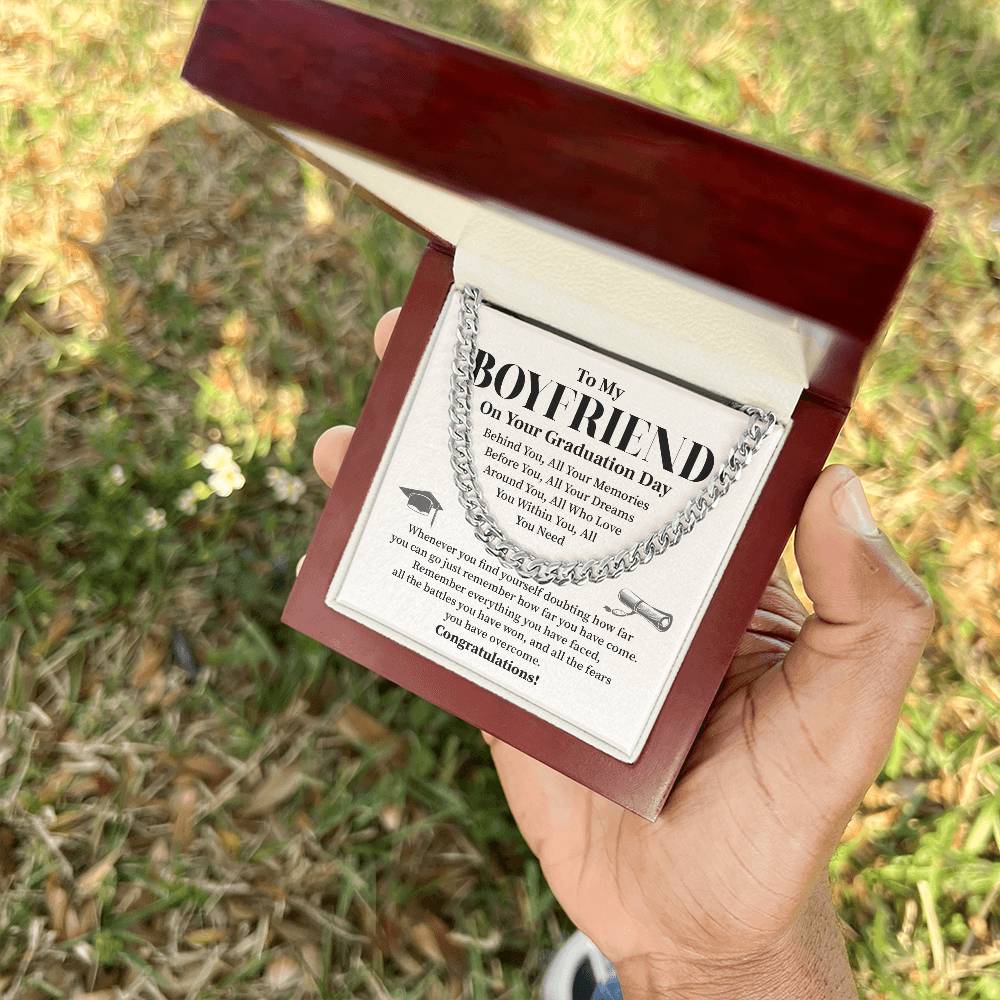 To My
BOYFRIEND
On Your Graduation Day
Behind You, All Your Memories
Before You, All Your Dreams
Around You, All Who Love
You Within You, All
You Need
Whenever you find yourself doubting how far
you can go just remember how far you have come.
Remember everything you have faced,
all the battles you have won, and all the fears
you have overcome.
Congratulations!